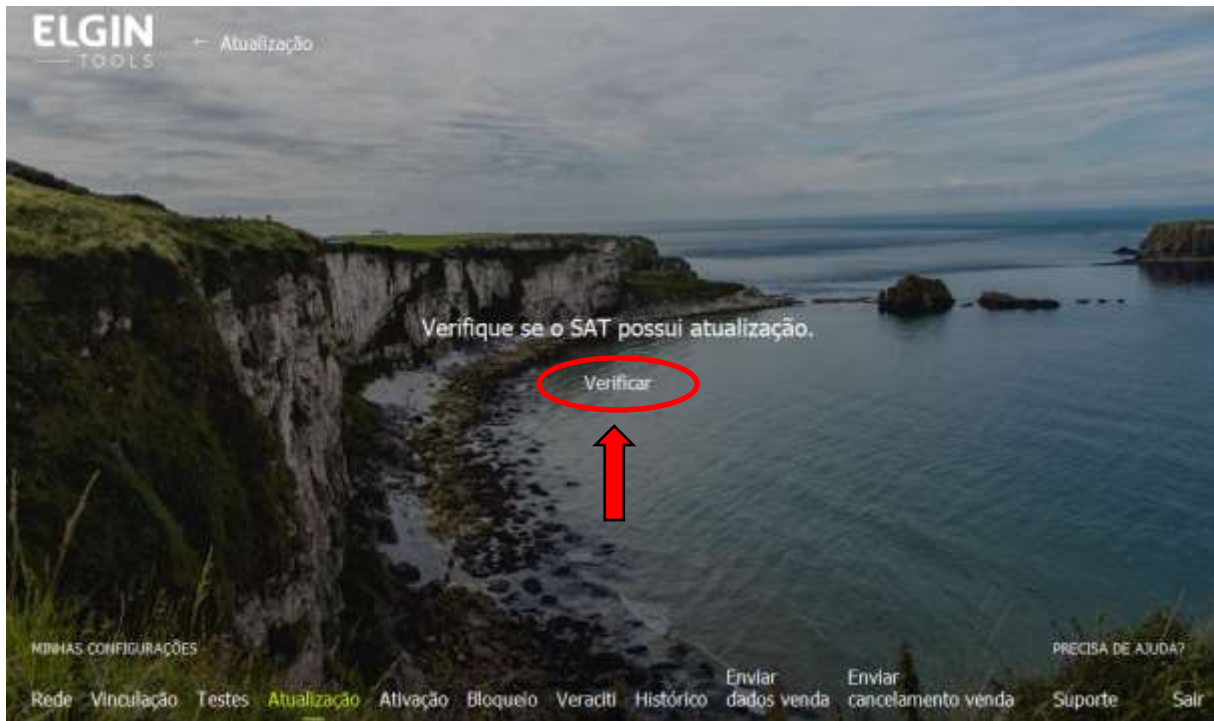 ELGIN
TOOLS
← Atualização
Verifique se o SAT possui atualização.
Verificar
MINHAS CONFIGURAÇÕES
PRECISA DE AJUDA?
Rede Vinculação Testes Atualização Ativação Bloqueio Veraciti Histórico Enviar dados venda Enviar cancelamento venda Suporte Sair